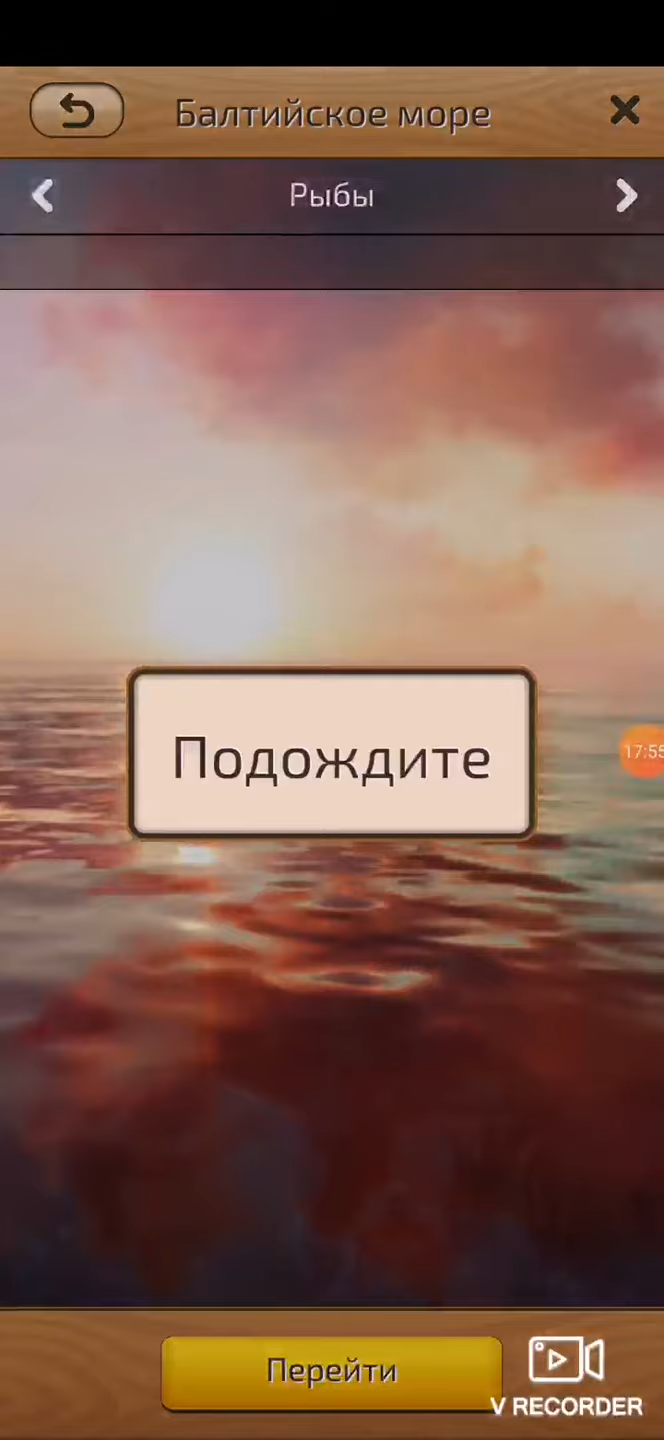 Балтийское море
Рыбы
Подождите
17:55
Перейти
V RECORDER